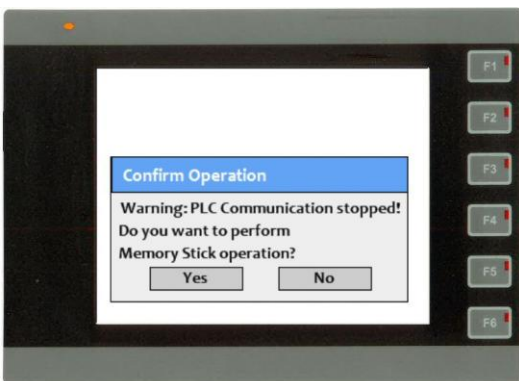 F1
F2
Confirm Operation
F3
Warning: PLC Communication stopped!
Do you want to perform
F4
Memory Stick operation?
Yes No
F5
F6